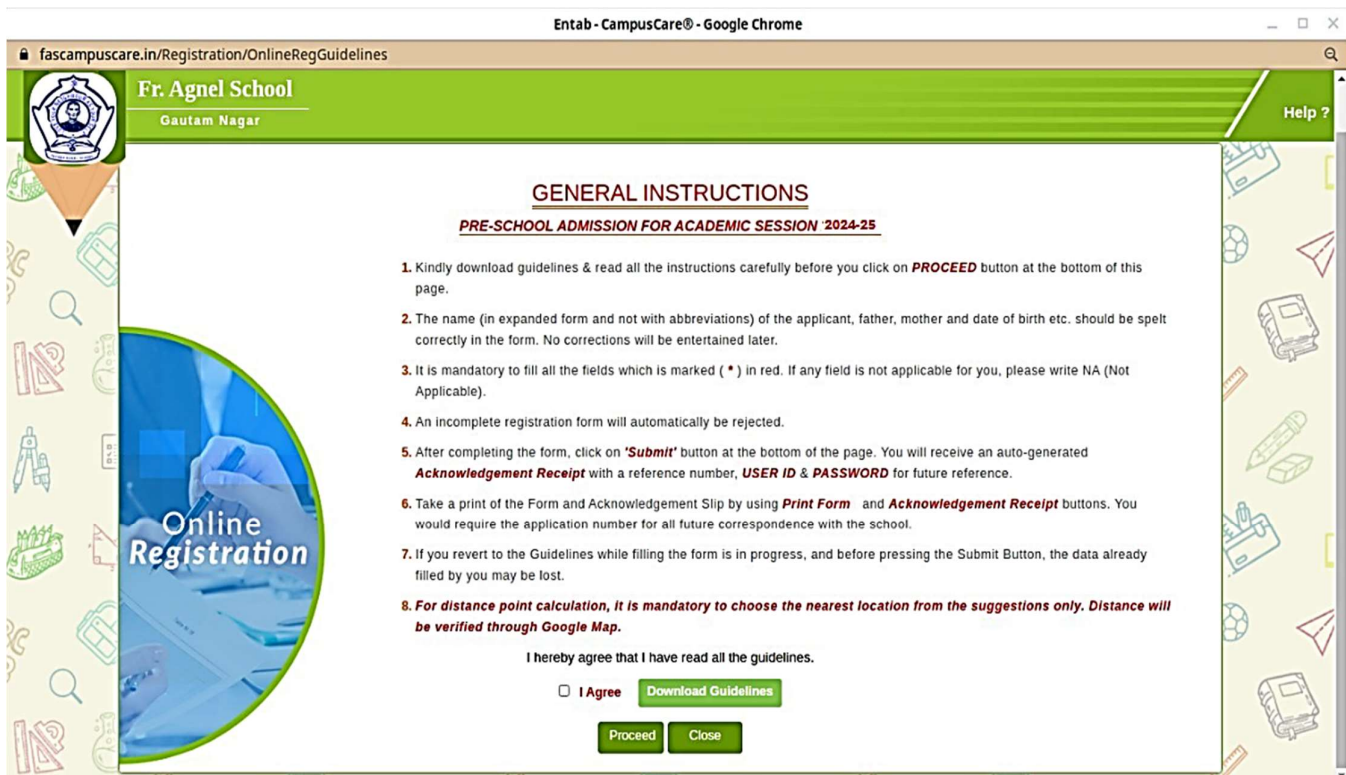 Entab - CampusCare® - Google Chrome
fascampuscare.in/Registration/OnlineRegGuidelines
Fr. Agnel School
Gautam Nagar
Help ?
GENERAL INSTRUCTIONS
PRE-SCHOOL ADMISSION FOR ACADEMIC SESSION 2024-25
1. Kindly download guidelines & read all the instructions carefully before you click on PROCEED button at the bottom of this
page.
2. The name (in expanded form and not with abbreviations) of the applicant, father, mother and date of birth etc. should be spelt
correctly in the form. No corrections will be entertained later.
3. It is mandatory to fill all the fields which is marked ( * ) in red. If any field is not applicable for you, please write NA (Not
Applicable).
4. An incomplete registration form will automatically be rejected.
5. After completing the form, click on 'Submit' button at the bottom of the page. You will receive an auto-generated
Acknowledgement Receipt with a reference number, USER ID & PASSWORD for future reference.
6. Take a print of the Form and Acknowledgement Slip by using Print Form and Acknowledgement Receipt buttons. You
would require the application number for all future correspondence with the school.
7. If you revert to the Guidelines while filling the form is in progress, and before pressing the Submit Button, the data already
filled by you may be lost.
8. For distance point calculation, it is mandatory to choose the nearest location from the suggestions only. Distance will
be verified through Google Map.
Online
Registration
I hereby agree that I have read all the guidelines.
I Agree
Download Guidelines
Proceed
Close